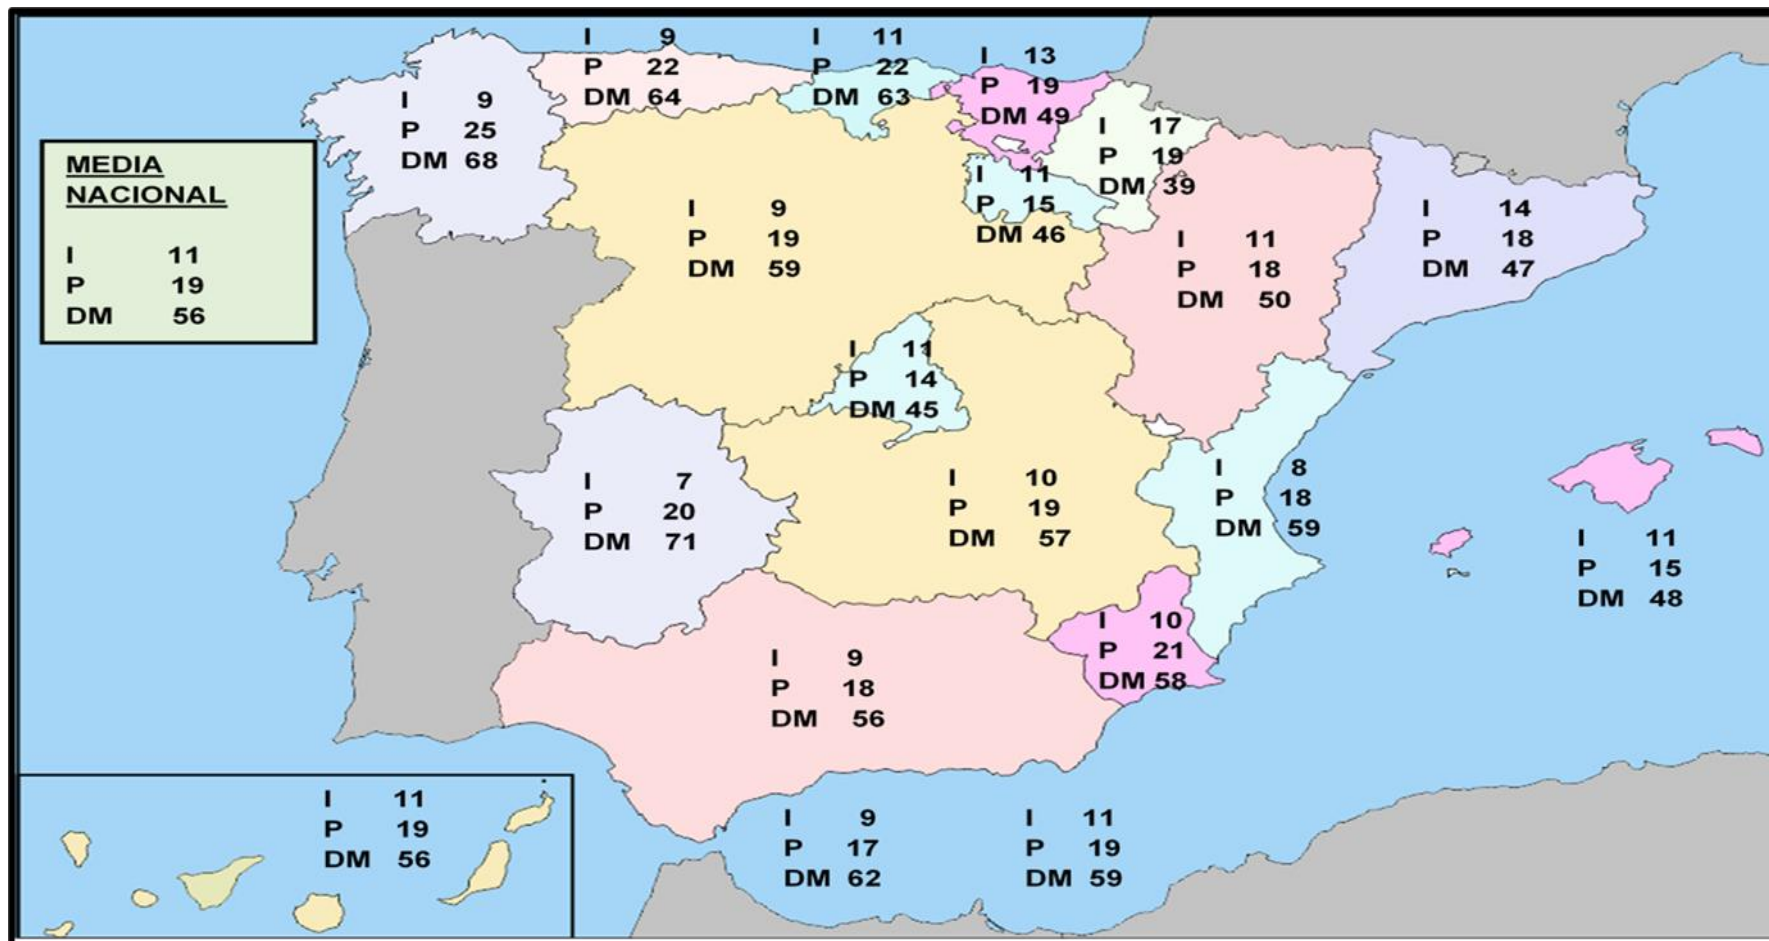 MEDIA
NACIONAL
I 11
P 19
DM 56
I 9
P 25
DM 68
I 9
P 22
DM 64
I 11
P 22
DM 63
I 13
P 19
DM 49
I 17
P 19
DM 39
I 11
P 15
DM 46
I 9
P 19
DM 59
I 11
P 18
DM 50
I 14
P 18
DM 47
I 11
P 14
DM 45
I 7
P 20
DM 71
I 10
P 19
DM 57
I 8
P 18
DM 59
I 11
P 15
DM 48
I 10
P 21
DM 58
I 9
P 18
DM 56
I 11
P 19
DM 56
I 9
P 17
DM 62
I 11
P 19
DM 59